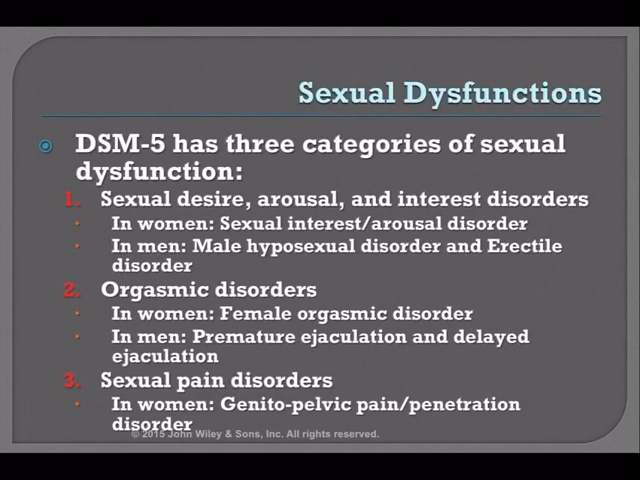 Sexual Dysfunctions
DSM-5 has three categories of sexual
dysfunction:
1. Sexual desire, arousal, and interest disorders
In women: Sexual interest/arousal disorder
In men: Male hyposexual disorder and Erectile
disorder
2. Orgasmic disorders
In women: Female orgasmic disorder
In men: Premature ejaculation and delayed
ejaculation
3. Sexual pain disorders
In women: Genito-pelvic pain/penetration
disorder
© 2015 John Wiley & Sons, Inc. All rights reserved.